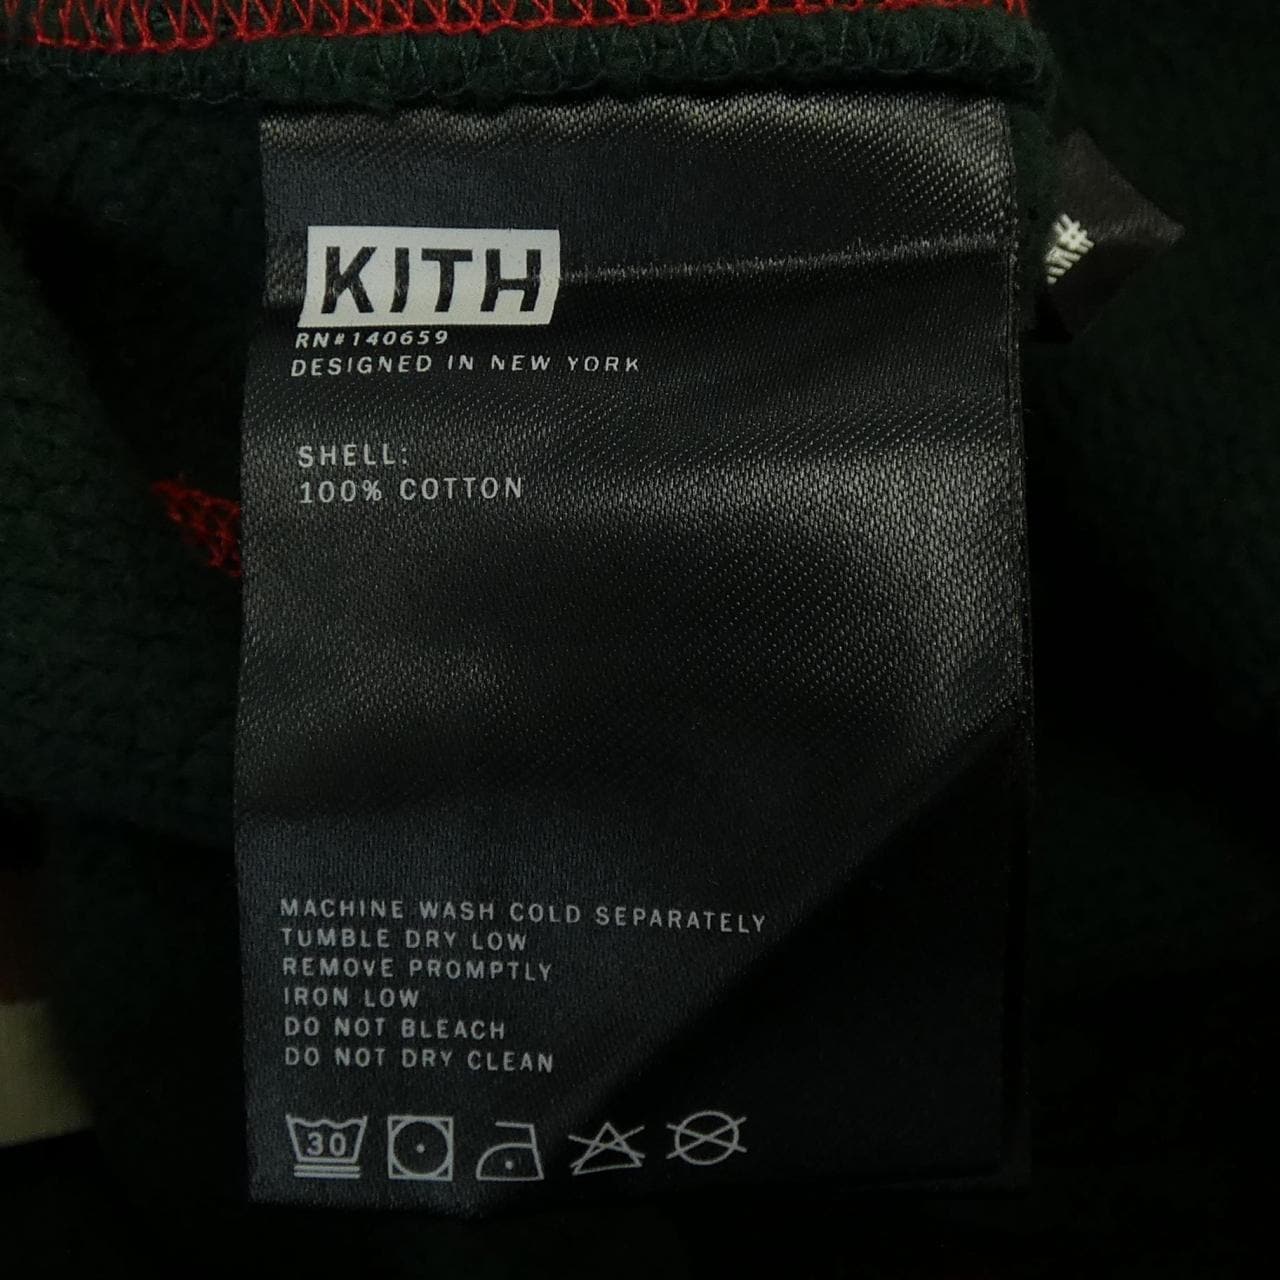 KITH
RN#140659
DESIGNED IN NEW YORK
SHELL:
100% COTTON
MACHINE WASH COLD SEPARATELY
TUMBLE DRY LOW
REMOVE PROMPTLY
IRON LOW
DO NOT BLEACH
DO NOT DRY CLEAN
30